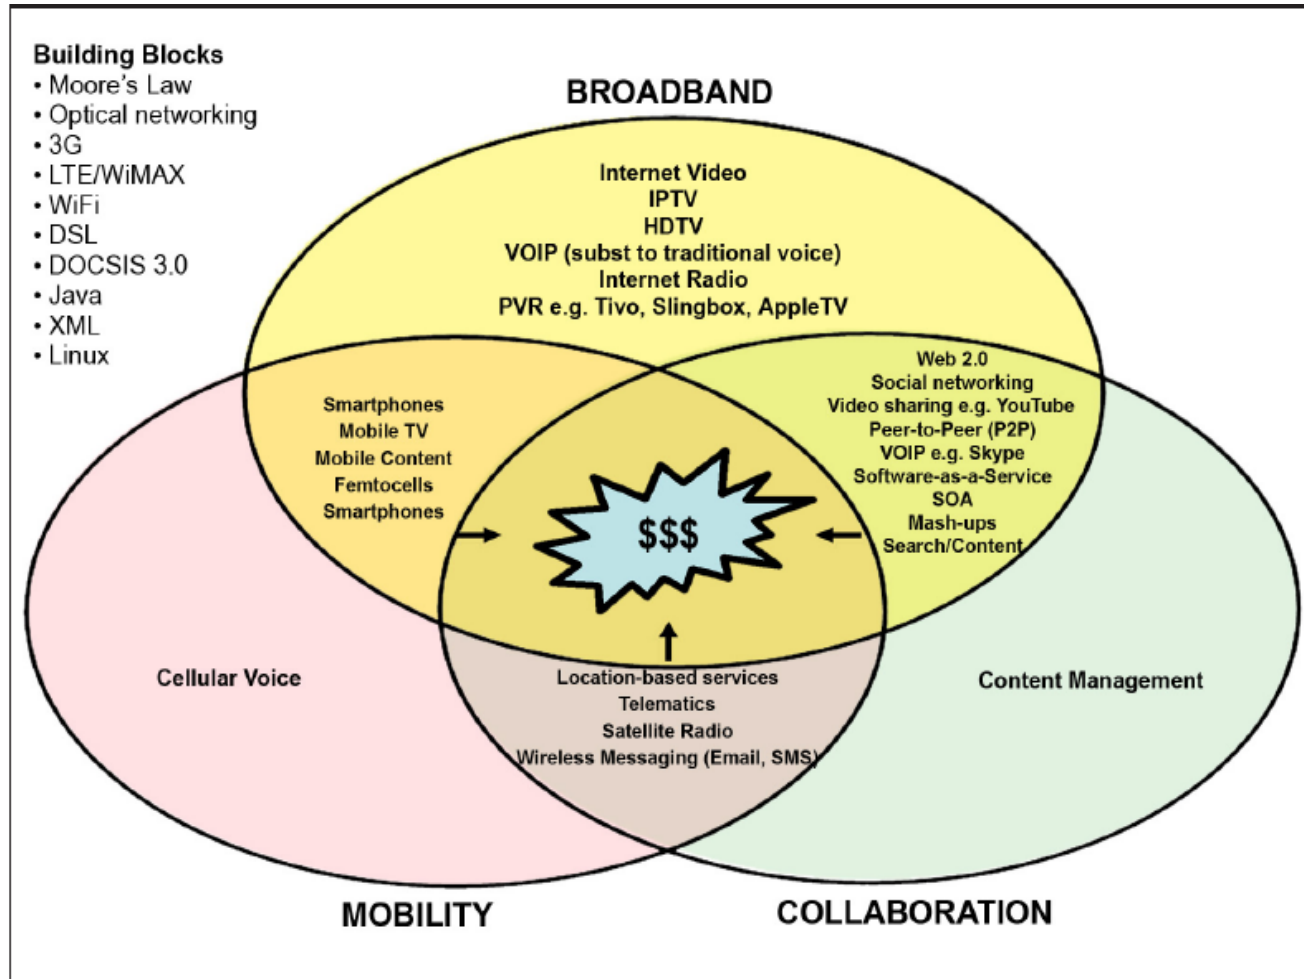 Building Blocks
• Moore's Law
• Optical networking
• 3G
• LTE/WiMAX
• WiFi
• DSL
• DOCSIS 3.0
• Java
• XML
• Linux
BROADBAND
Internet Video
IPTV
HDTV
VOIP (subst to traditional voice)
Internet Radio
PVR e.g. Tivo, Slingbox, AppleTV
Smartphones
Mobile TV
Mobile Content
Femtocells
Smartphones
Web 2.0
Social networking
Video sharing e.g. YouTube
Peer-to-Peer (P2P)
VOIP e.g. Skype
Software-as-a-Service
SOA
Mash-ups
Search/Content
$$$
Cellular Voice
Location-based services
Telematics
Satellite Radio
Wireless Messaging (Email, SMS)
Content Management
MOBILITY
COLLABORATION